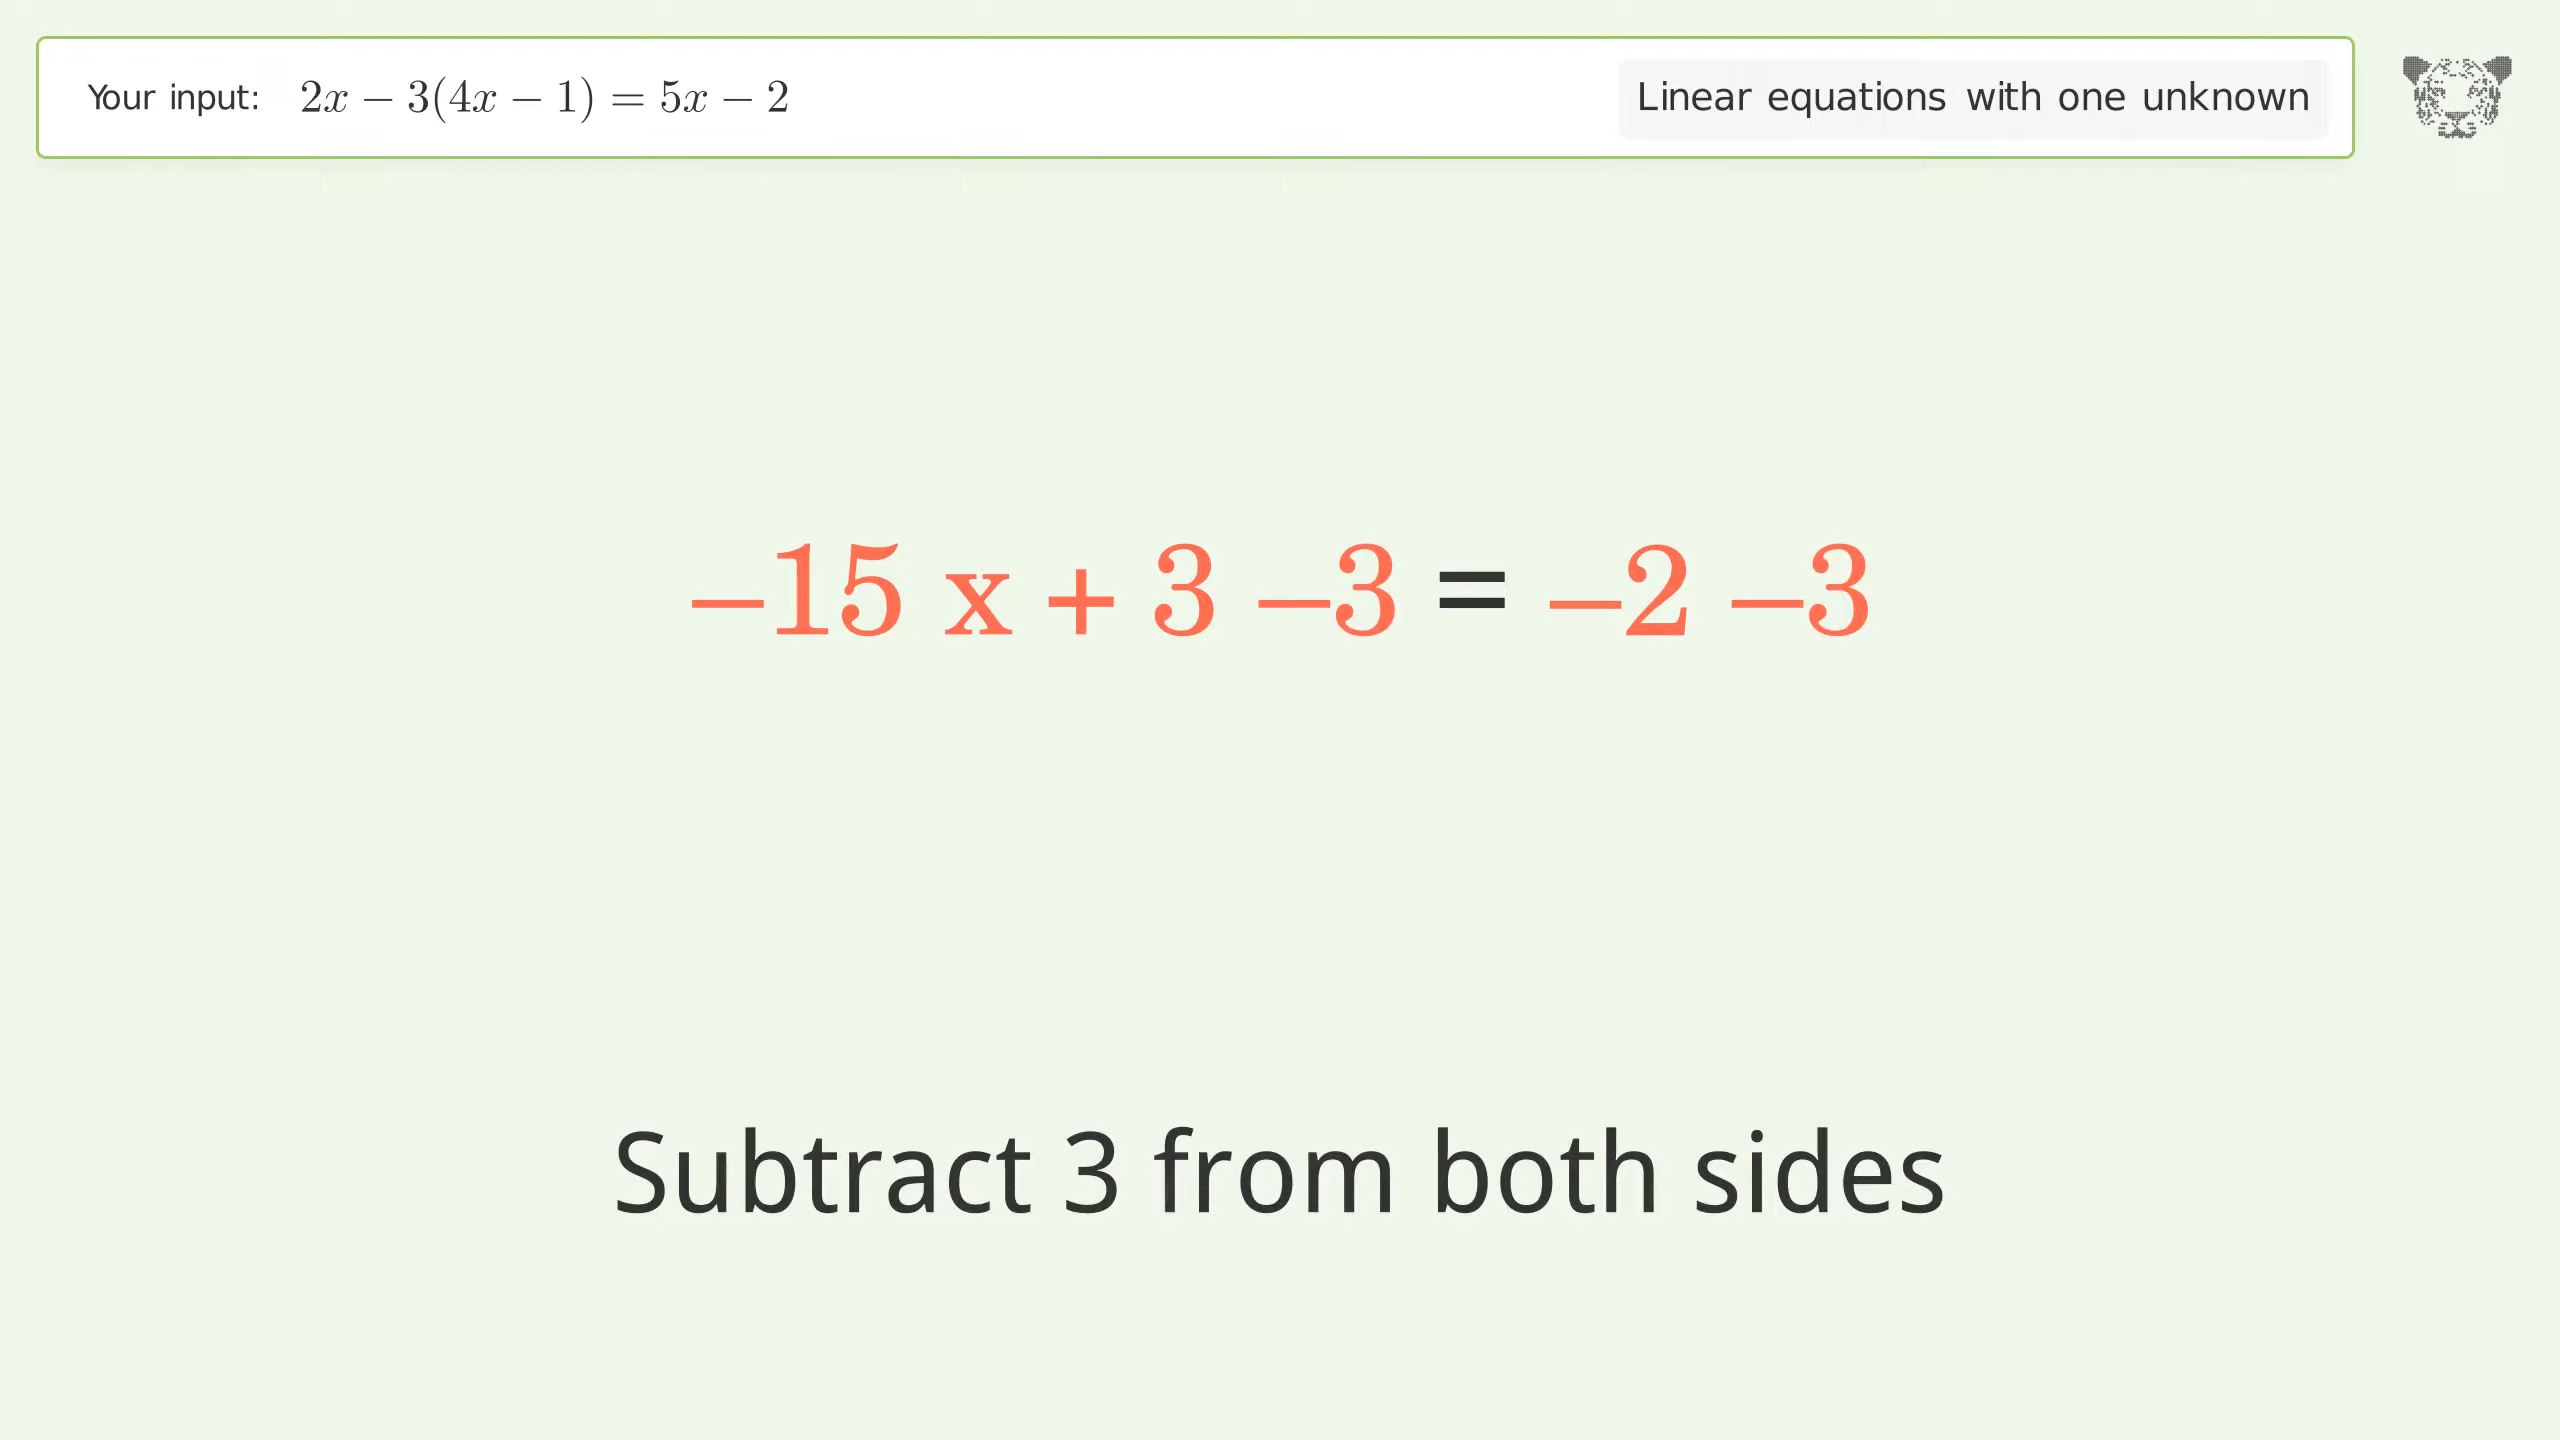 Your input: 2x − 3(4x − 1) = 5x − 2
Linear equations with one unknown
−15 x + 3 −3 = −2 −3
Subtract 3 from both sides